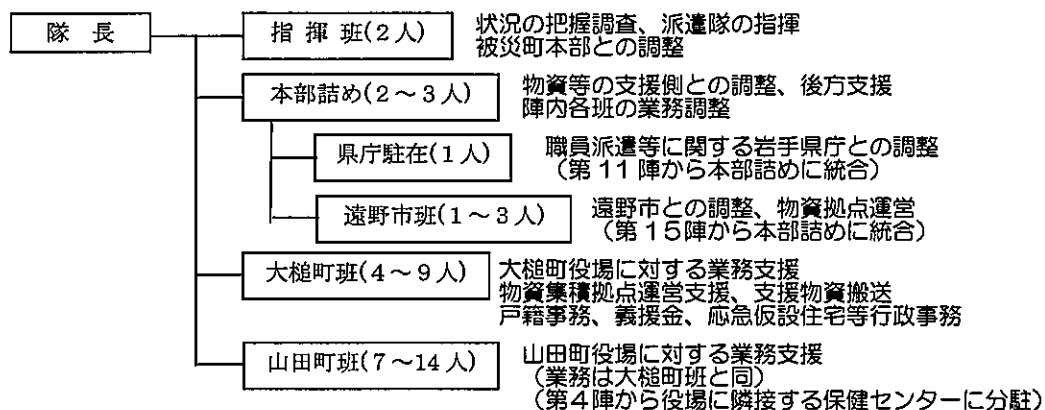 隊 長
指 揮 班(2人)
状況の把握調査、派遣隊の指揮
被災町本部との調整
本部詰め(2〜3人)
物資等の支援側との調整、後方支援
陣内各班の業務調整
県庁駐在(1人)
職員派遣等に関する岩手県庁との調整
(第11陣から本部詰めに統合)
遠野市班(1〜3人)
遠野市との調整、物資拠点運営
(第15陣から本部詰めに統合)
大槌町班(4〜9人)
大槌町役場に対する業務支援
物資集積拠点運営支援、支援物資搬送
戸籍事務、義援金、応急仮設住宅等行政事務
山田町班(7〜14人)
山田町役場に対する業務支援
(業務は大槌町班と同)
(第4陣から役場に隣接する保健センターに分駐)